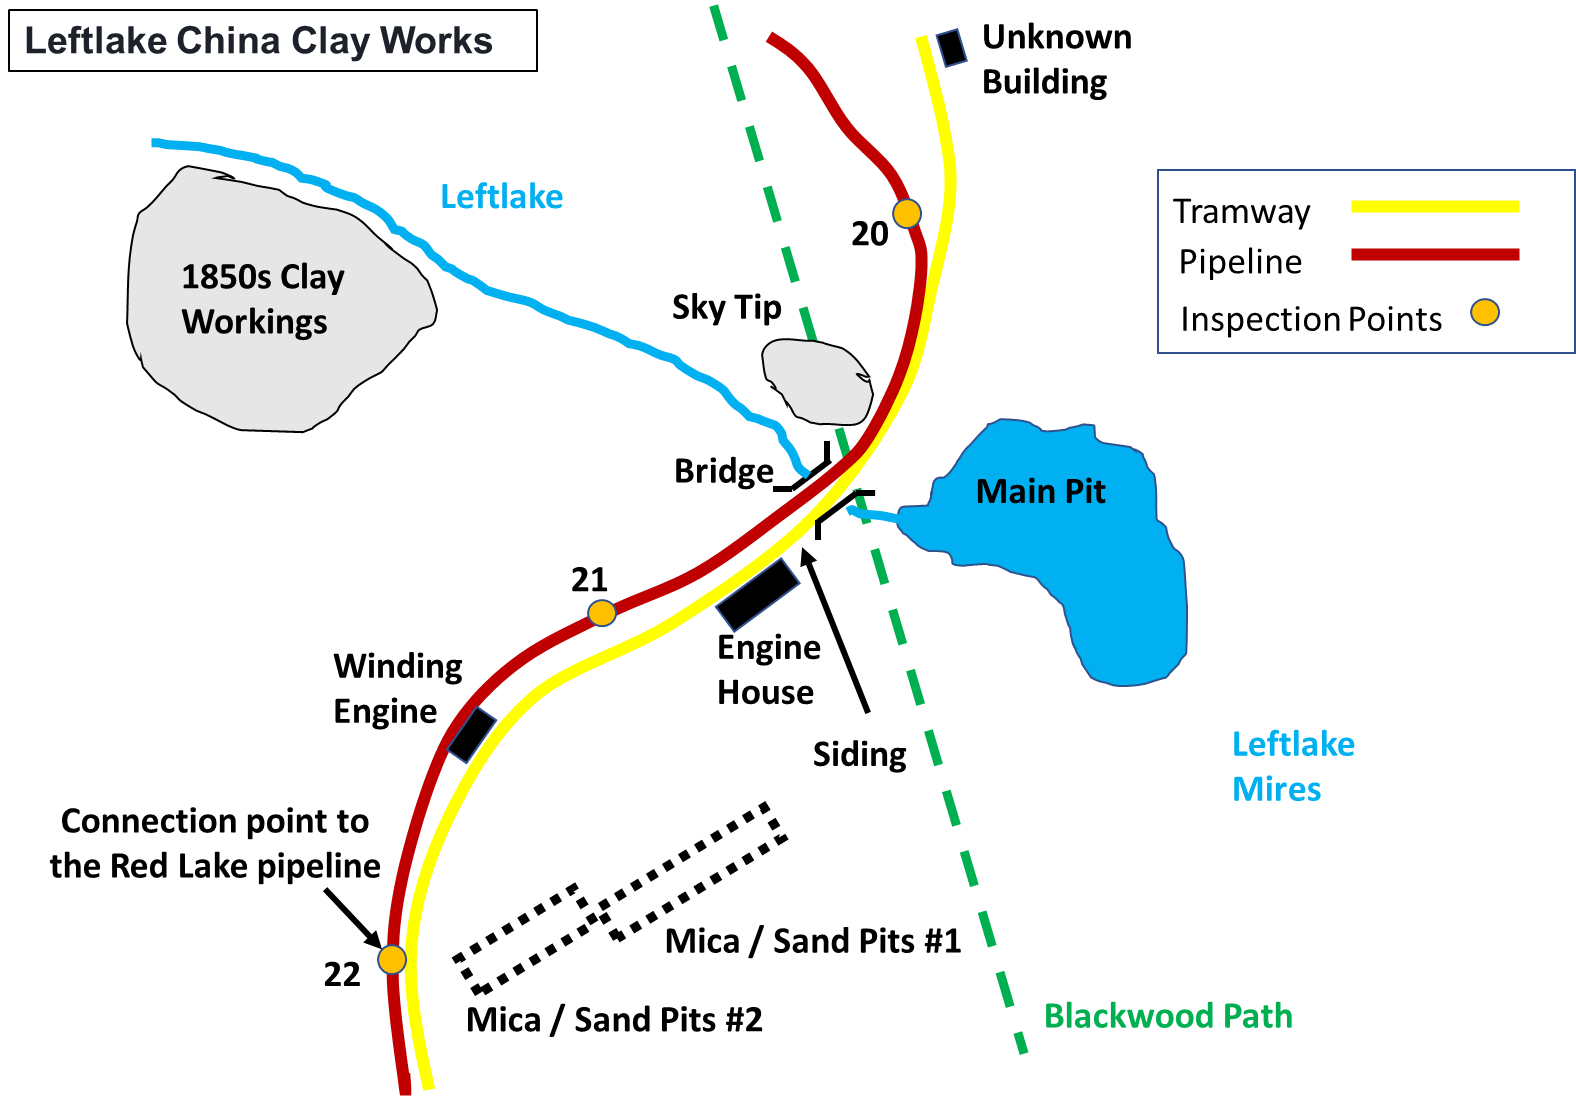 Leftlake China Clay Works
Unknown
Building
Leftlake
Tramway
Pipeline
Inspection Points
20
1850s Clay
Workings
Sky Tip
Bridge
Main Pit
21
Engine
House
Winding
Engine
Siding
Leftlake
Mires
Connection point to
the Red Lake pipeline
22
Mica / Sand Pits #1
Mica / Sand Pits #2
Blackwood Path